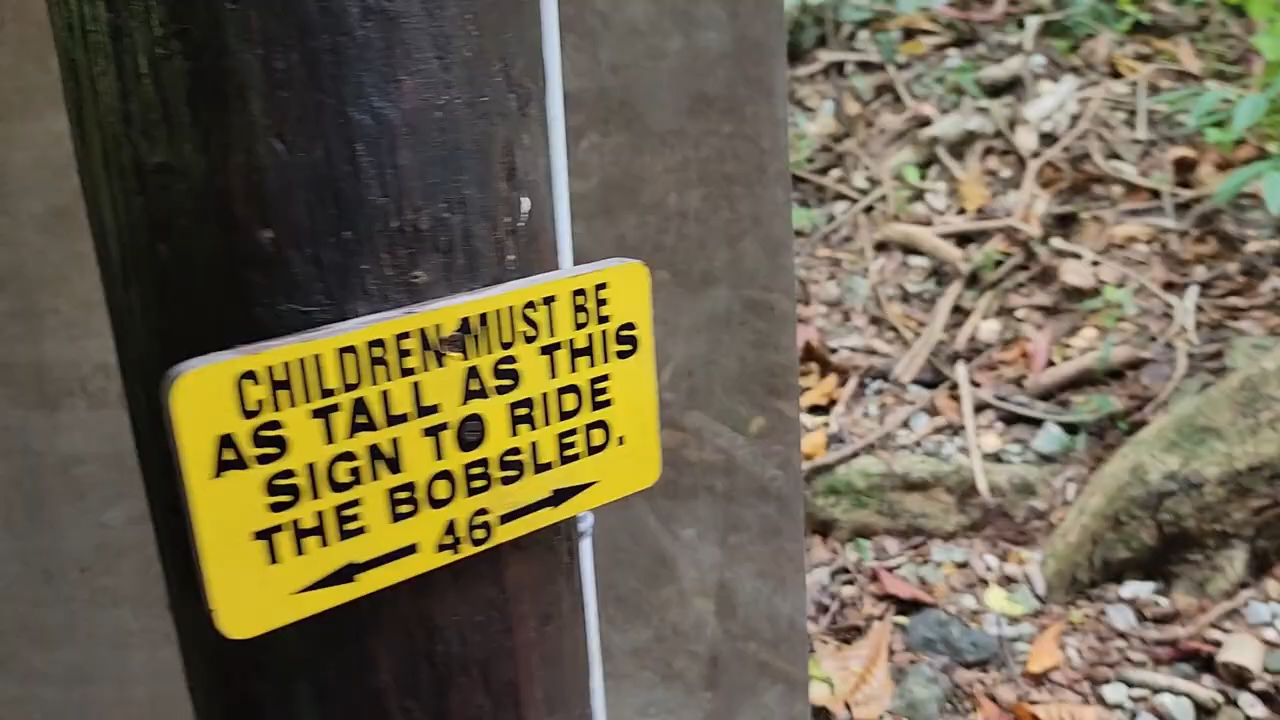 CHILDREN MUST BE
AS TALL AS THIS
SIGN TO RIDE
THE BOBSLED.
46